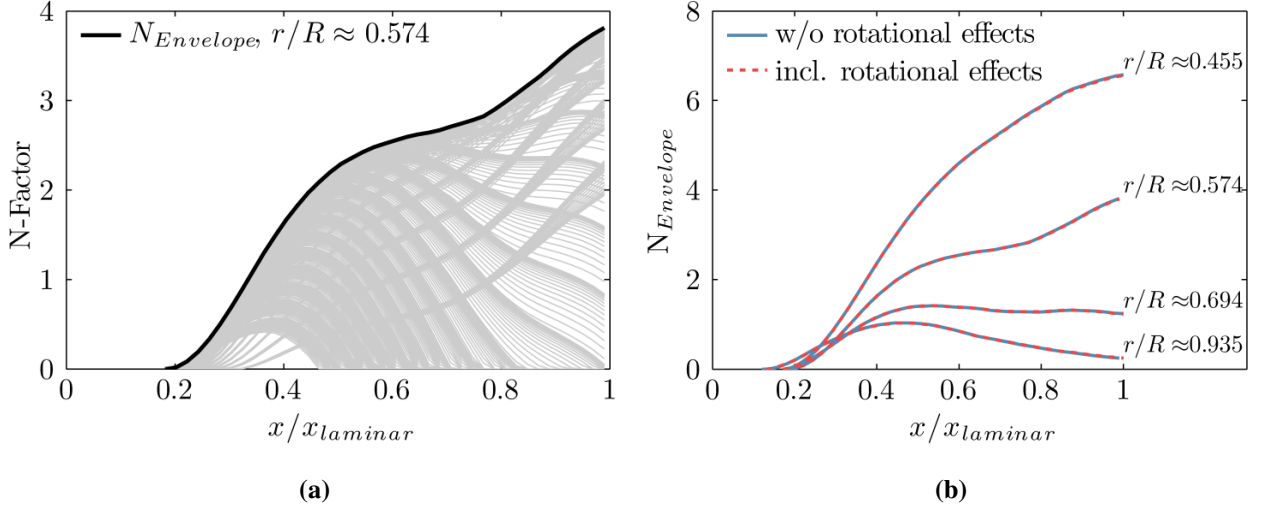 N_Envelope, r/R ≈ 0.574
N-Factor
4
3
2
1
0
0
0.2
0.4
0.6
0.8
1
x/x_laminar
(a)
w/o rotational effects
incl. rotational effects
N_Envelope
8
6
4
2
0
r/R ≈0.455
r/R ≈0.574
r/R ≈0.694
r/R ≈0.935
0
0.2
0.4
0.6
0.8
1
x/x_laminar
(b)